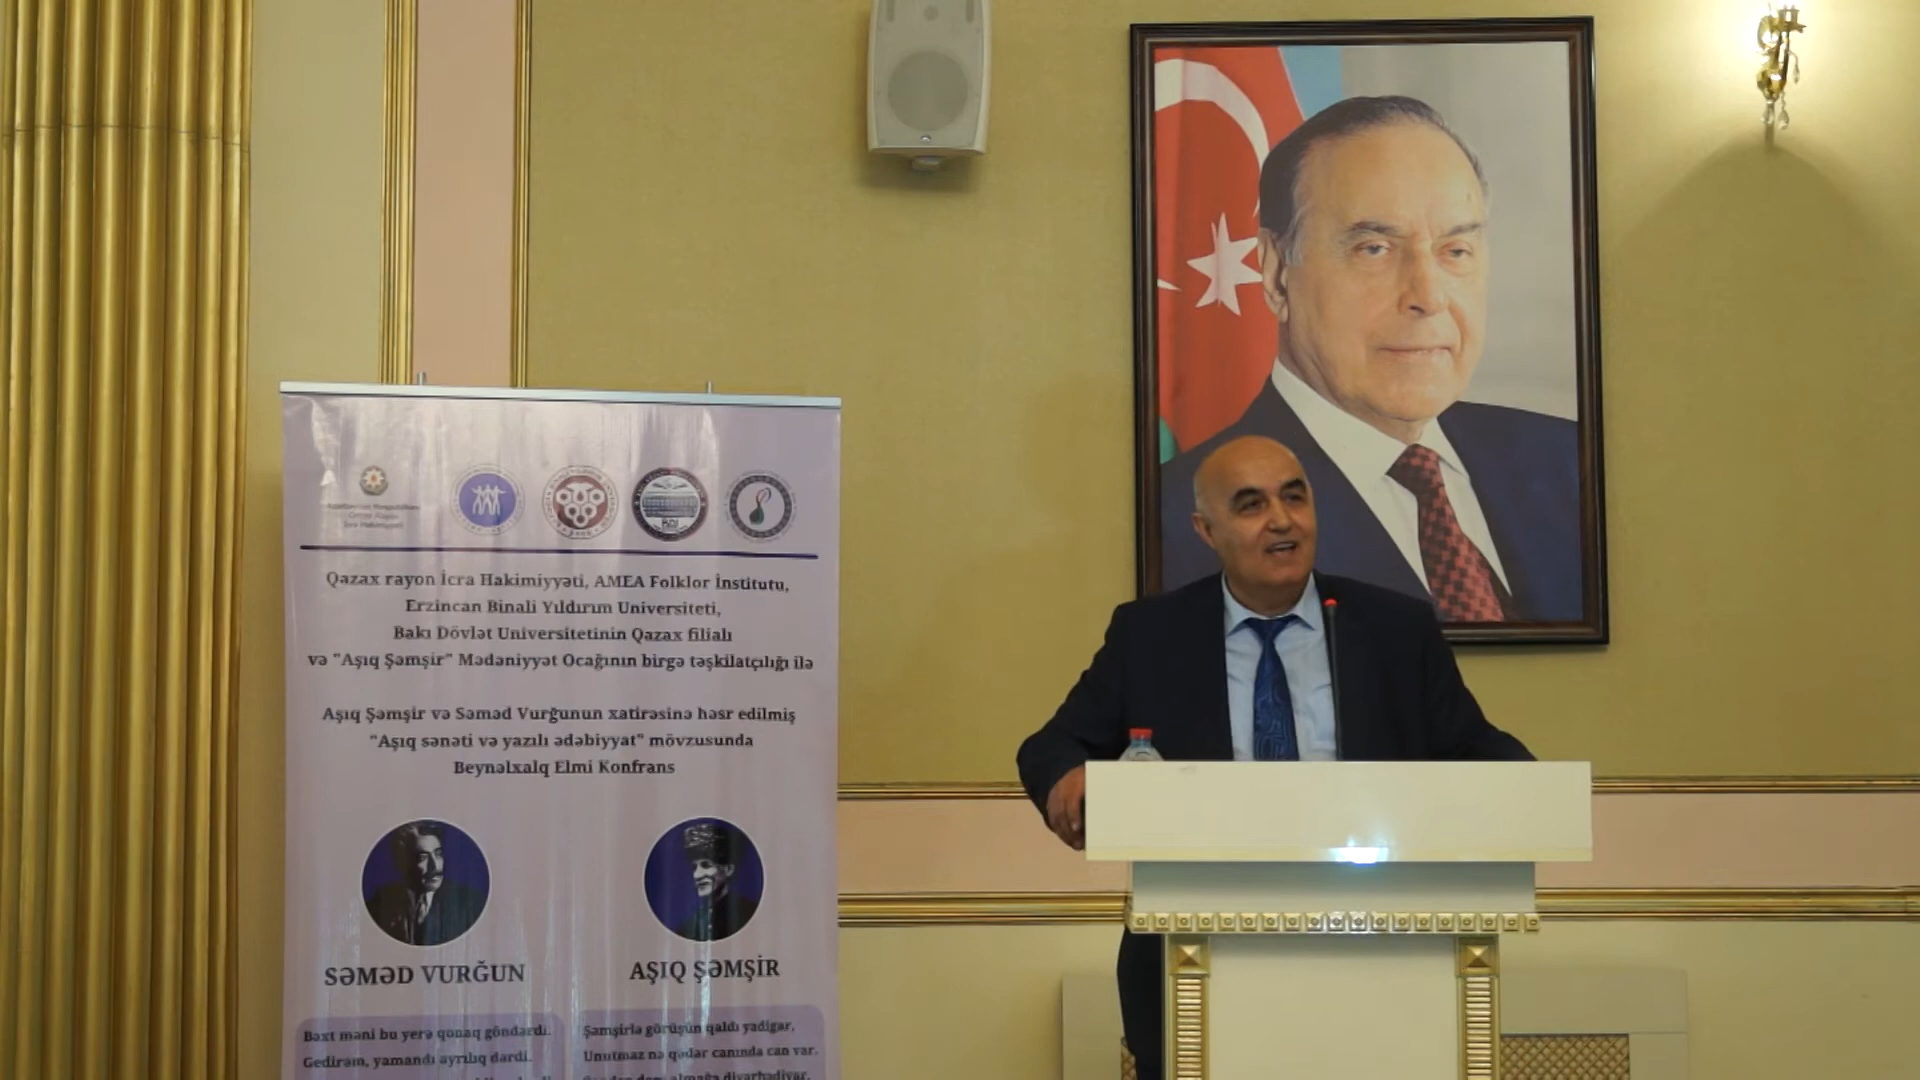 Qazax rayon İcra Hakimiyyəti, AMEA Folklor İnstitutu,
Erzincan Binali Yıldırım Universiteti,
Bakı Dövlət Universitetinin Qazax filialı
və "Aşıq Şəmşir" Mədəniyyət Ocağının birgə təşkilatçılığı ilə
Aşıq Şəmşir və Səməd Vurğunun xatirəsinə həsr edilmiş
"Aşıq sənəti və yazılı ədəbiyyat" mövzusunda
Beynəlxalq Elmi Konfrans
SƏMƏD VURĞUN
AŞIQ ŞƏMŞİR
Bəxt məni bu yerə qonaq göndərdi.
Gedirəm, yamandı ayrılıq dərdi.
Şəmşirlə görüşün qaldı yadigar,
Unutmaz nə qədər canında can var.